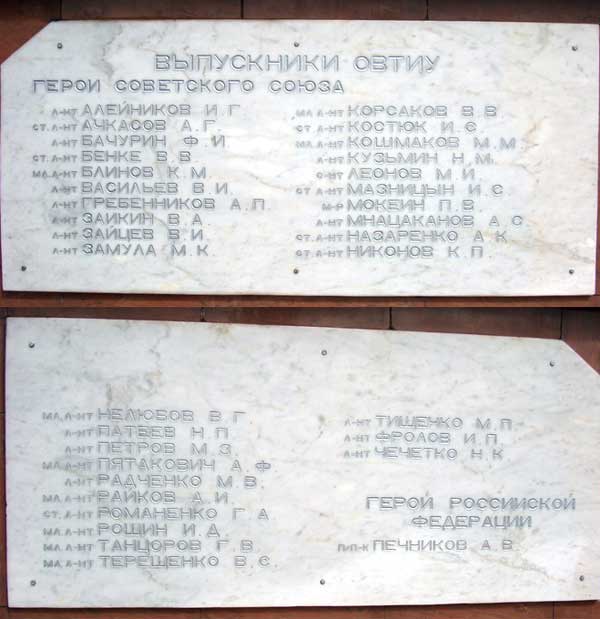 ВЫПУСКНИКИ ОВТИУ
ГЕРОИ СОВЕТСКОГО СОЮЗА
Л-НТ АЛЕЙНИКОВ И.Г.
СТ.Л-НТ АЧКАСОВ А.Г.
Л-НТ БАЧУРИН Ф.И.
СТ.Л-НТ БЕНКЕ В.В.
МЛ.Л-НТ БЛИНОВ К.М.
Л-НТ ВАСИЛЬЕВ В.И.
Л-НТ ГРЕБЕННИКОВ А.П.
Л-НТ ЗАИКИН В.А.
Л-НТ ЗАЙЦЕВ В.И.
Л-НТ ЗАМУЛА М.К.
МЛ.Л-НТ КОРСАКОВ В.В.
СТ.Л-НТ КОСТЮК И.Є.
МЛ.Л-НТ КОШМАКОВ М.М.
Л-НТ КУЗЬМИН Н.М.
Л-НТ ЛЕОНОВ М.И.
СТ.Л-НТ МАЗНИЦЫН И.С.
М-Р МОКЕИН П.В.
Л-НТ МНАЦАКАНОВ А.С.
СТ.Л-НТ НАЗАРЕНКО А.К.
СТ.Л-НТ НИКОНОВ К.П.
МЛ.Л-НТ НЕЛЮБОВ В.Г.
Л-НТ ПАТВЕВ Н.П.
Л-НТ ПЕТРОВ М.З.
МЛ.Л-НТ ПЯТАКОВИЧ А.Ф.
Л-НТ РАДЧЕНКО М.В.
МЛ.Л-НТ РАЙКОВ А.И.
СТ.Л-НТ РОМАНЕНКО Г.А.
МЛ.Л-НТ РОЩИН И.Д.
МЛ.Л-НТ ТАНЦОРОВ Г.В.
МЛ.Л-НТ ТЕРЕЩЕНКО В.Є.
Л-НТ ТИЩЕНКО М.П.
Л-НТ ФРОЛОВ И.П.
Л-НТ ЧЕЧЕТКО Н.К.
ГЕРОЙ РОССИЙСКОЙ
ФЕДЕРАЦИИ
П/П-К ПЕЧНИКОВ А.В.